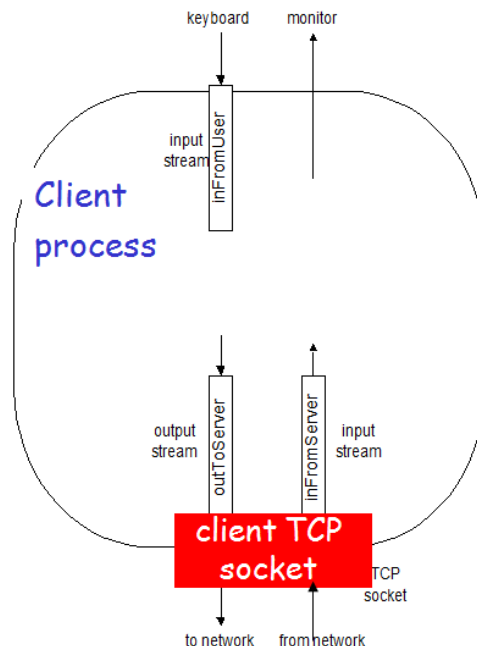 keyboard
monitor
input
stream
inFromUser
Client
process
output
stream
outToServer
inFromServer
input
stream
client TCP
socket
TCP
socket
to network
from network